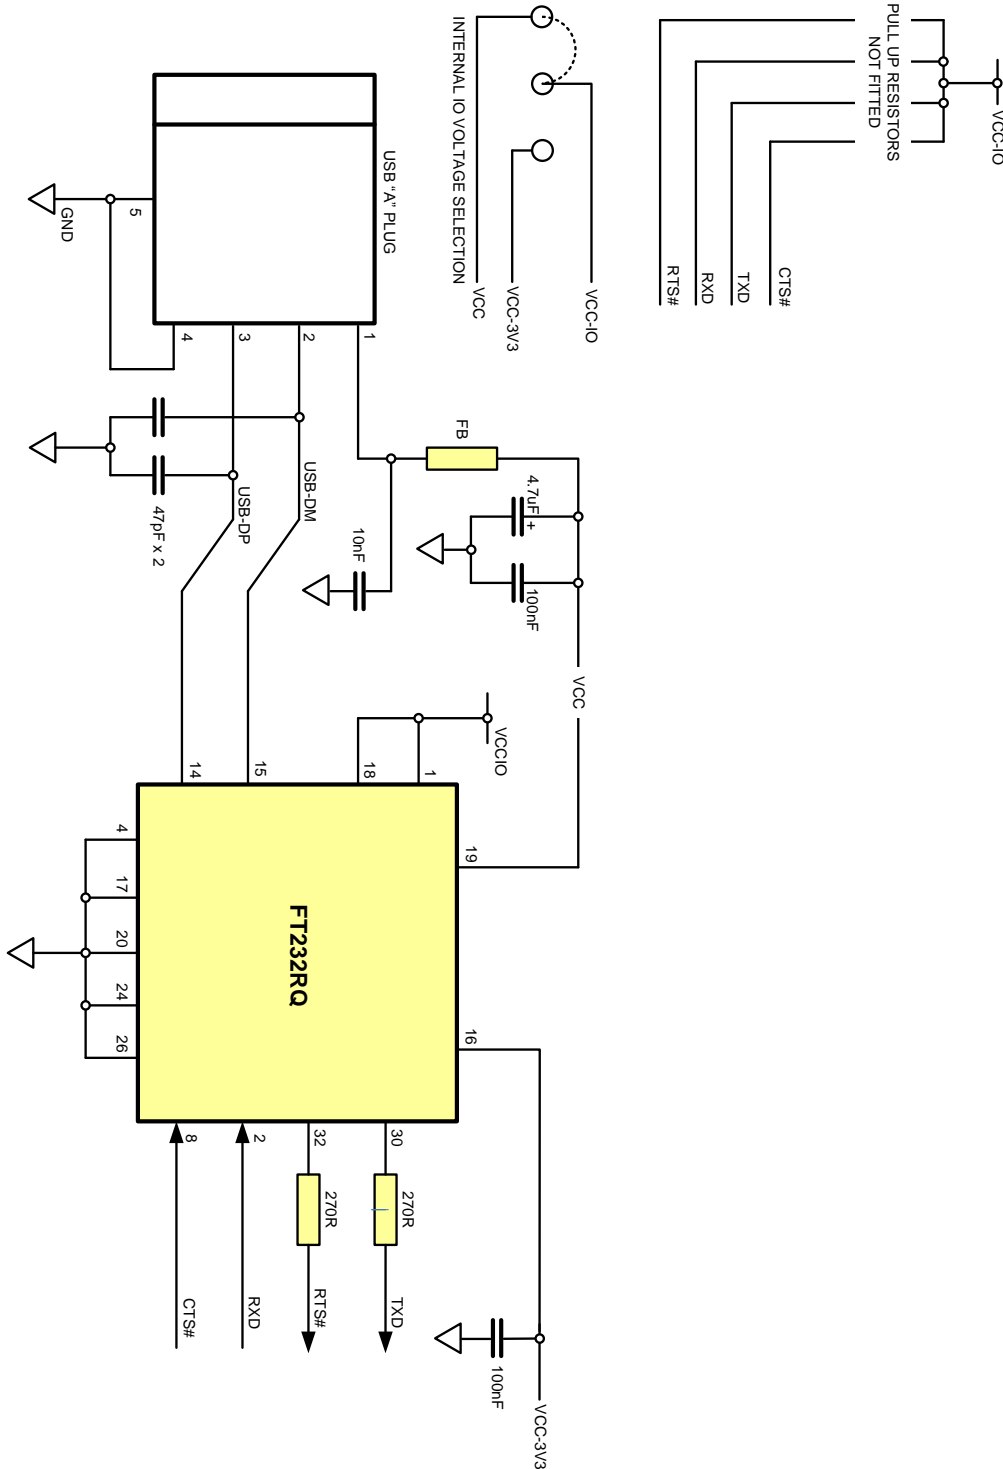 VCC-IO
PULL UP RESISTORS
NOT FITTED
CTS#
TXD
RXD
RTS#
INTERNAL IO VOLTAGE SELECTION
VCC-IO
VCC-3V3
VCC
USB "A" PLUG
5
GND
1
2
3
4
FB
4.7uF +
100nF
VCC
10nF
USB-DM
USB-DP
47pF x 2
VCCIO
1
18
15
14
19
16
FT232RQ
4
17
20
24
26
30
32
2
8
270R
270R
TXD
RTS#
RXD
CTS#
100nF
VCC-3V3